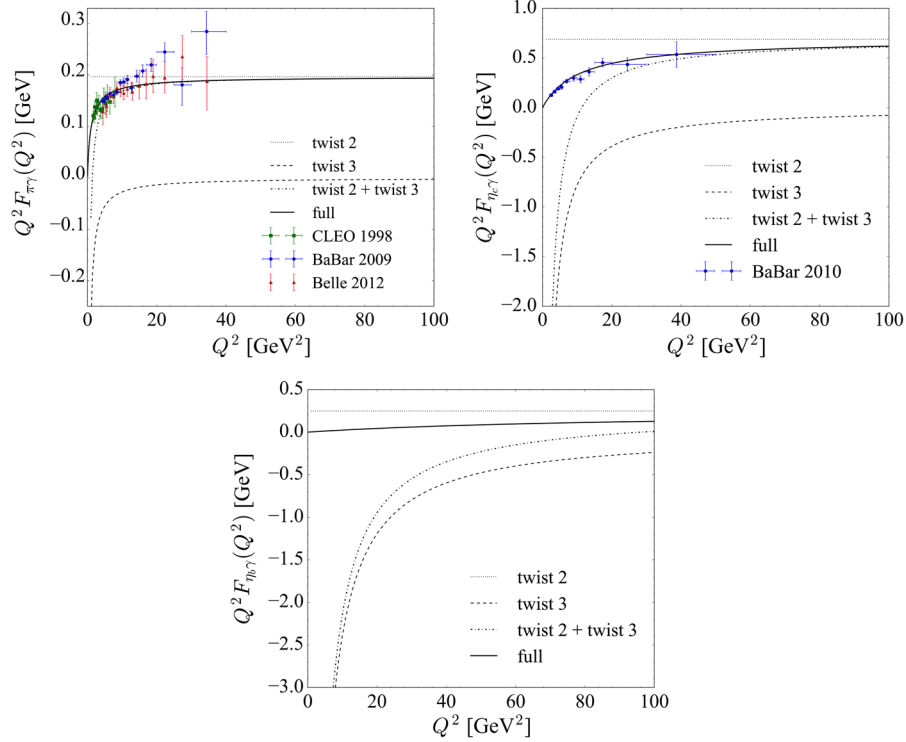 0.3
0.2
0.1
0.0
−0.1
−0.2
0 20 40 60 80 100
Q² [GeV²]
Q²F_{πγ}(Q²) [GeV]
twist 2
twist 3
twist 2 + twist 3
full
CLEO 1998
BaBar 2009
Belle 2012
1.0
0.5
0.0
−0.5
−1.0
−1.5
−2.0
0 20 40 60 80 100
Q² [GeV²]
Q²F_{η_cγ}(Q²) [GeV]
twist 2
twist 3
twist 2 + twist 3
full
BaBar 2010
0.5
0.0
−0.5
−1.0
−1.5
−2.0
−2.5
−3.0
0 20 40 60 80 100
Q² [GeV²]
Q²F_{η_bγ}(Q²) [GeV]
twist 2
twist 3
twist 2 + twist 3
full